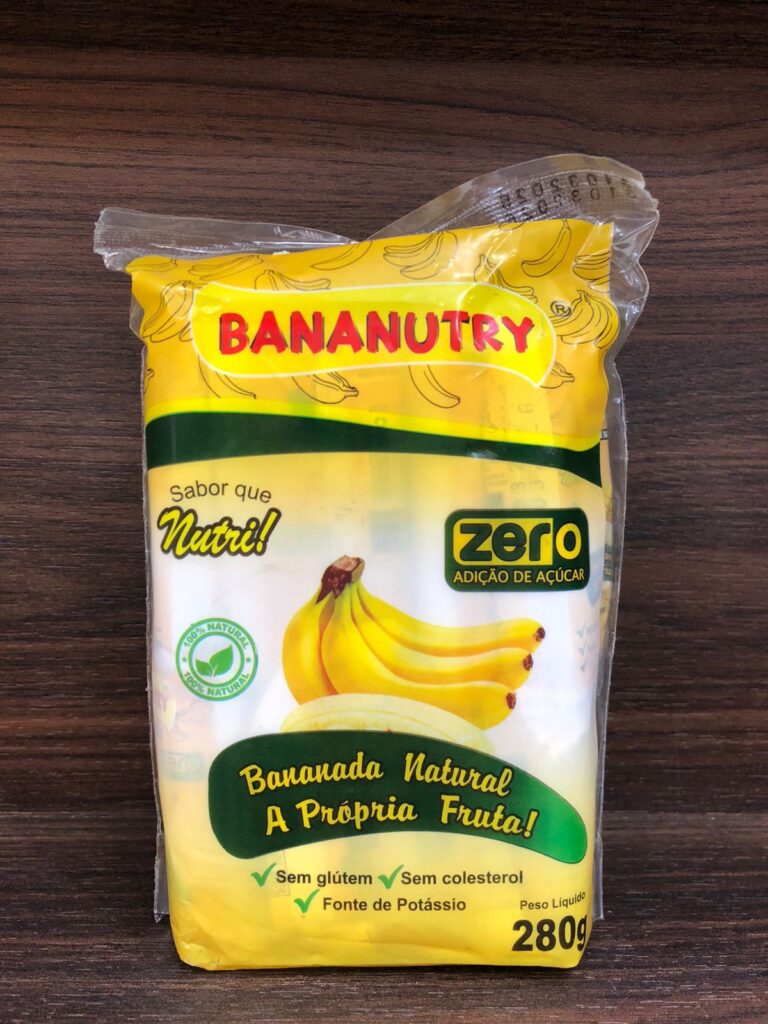 BANANUTRY
®
Sabor que
Nutri!
zero
ADIÇÃO DE AÇÚCAR
100% NATURAL
100% NATURAL
Bananada Natural
A Própria Fruta!
Sem glútem Sem colesterol
Fonte de Potássio
Peso Líquido
280g